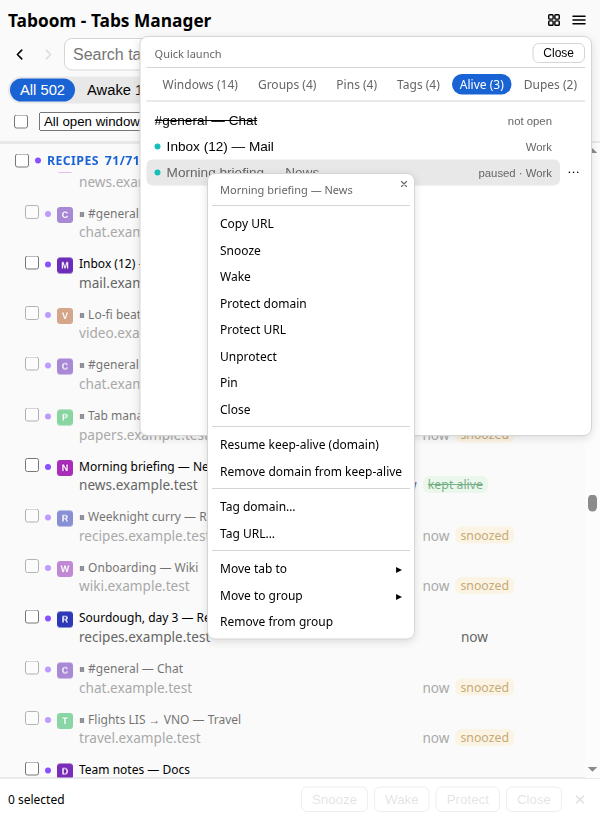 Taboom - Tabs Manager
Search ta
Quick launch
Close
All 502
Awake 1
Windows (14)
Groups (4)
Pins (4)
Tags (4)
Alive (3)
Dupes (2)
All open window
#general — Chat
not open
Inbox (12) — Mail
Work
Morning briefing — News
paused · Work
RECIPES 71/71
news.exa
C
#general
chat.exam
M
Inbox (12)
mail.exam
V
Lo-fi beat
video.exam
C
#general
chat.exam
P
Tab mana
papers.example.test
now
snoozed
N
Morning briefing — Ne
news.example.test
kept alive
R
Weeknight curry — R
recipes.example.test
now
snoozed
W
Onboarding — Wiki
wiki.example.test
now
snoozed
R
Sourdough, day 3 — Re
recipes.example.test
now
C
#general — Chat
chat.example.test
now
snoozed
T
Flights LIS → VNO — Travel
travel.example.test
now
snoozed
D
Team notes — Docs
Morning briefing — News
Copy URL
Snooze
Wake
Protect domain
Protect URL
Unprotect
Pin
Close
Resume keep-alive (domain)
Remove domain from keep-alive
Tag domain...
Tag URL...
Move tab to
Move to group
Remove from group
0 selected
Snooze
Wake
Protect
Close